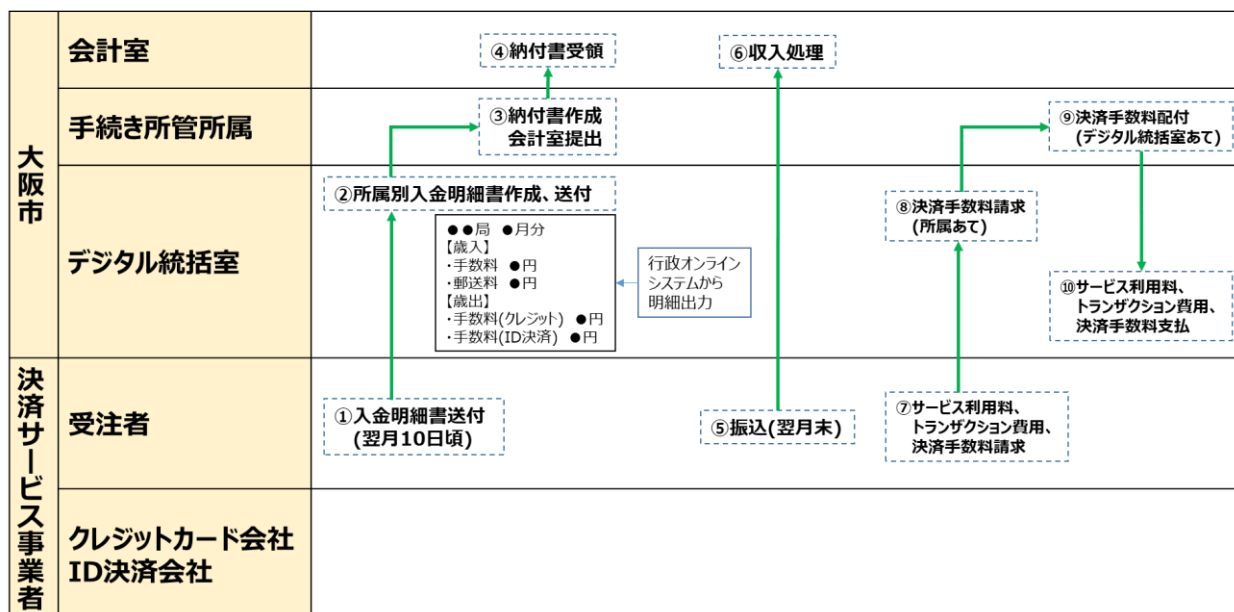 大阪市
会計室
④納付書受領
⑥収入処理
手続き所管所属
③納付書作成
会計室提出
⑨決済手数料配付
(デジタル統括室あて)
デジタル統括室
②所属別入金明細書作成、送付
●●局 ●月分
【歳入】
・手数料 ●円
・郵送料 ●円
【歳出】
・手数料(クレジット) ●円
・手数料(ID決済) ●円
行政オンライン
システムから
明細出力
⑧決済手数料請求
(所属あて)
⑩サービス利用料、
トランザクション費用、
決済手数料支払
決済サービス事業者
受注者
①入金明細書送付
(翌月10日頃)
⑤振込(翌月末)
⑦サービス利用料、
トランザクション費用、
決済手数料請求
クレジットカード会社
ID決済会社